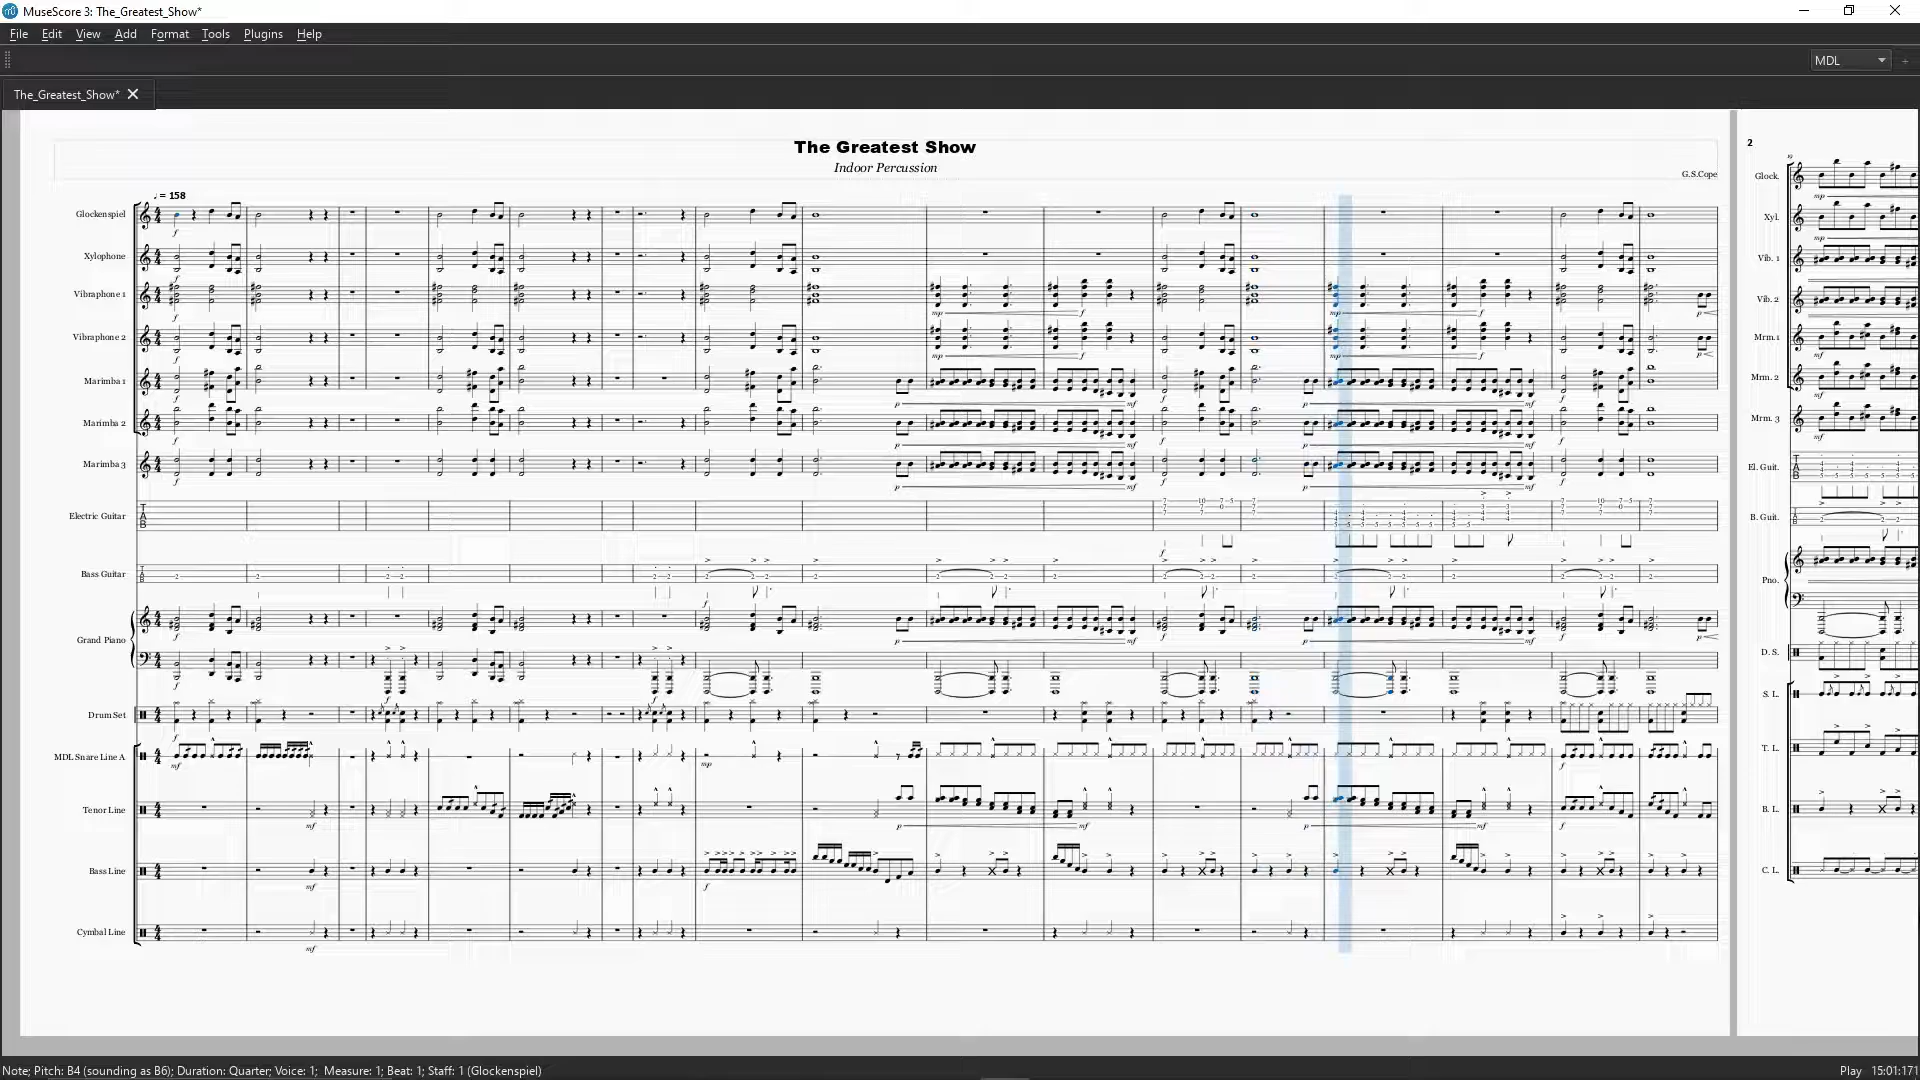 MuseScore 3: The_Greatest_Show*
File Edit View Add Format Tools Plugins Help
MDL
The_Greatest_Show*
The Greatest Show
Indoor Percussion
G.S.Cope
♩ = 158
2
19
Glockenspiel
Xylophone
Vibraphone 1
Vibraphone 2
Marimba 1
Marimba 2
Marimba 3
Electric Guitar
Bass Guitar
Grand Piano
Drum Set
MDL Snare Line A
Tenor Line
Bass Line
Cymbal Line
Glock.
Xyl.
Vib. 1
Vib. 2
Mrm.1
Mrm. 2
Mrm. 3
El. Guit.
B. Guit.
Pno.
D. S.
S. L.
T. L.
B. L.
C. L.
Note; Pitch: B4 (sounding as B6); Duration: Quarter; Voice: 1; Measure: 1; Beat: 1; Staff: 1 (Glockenspiel)
Play 15:01:171